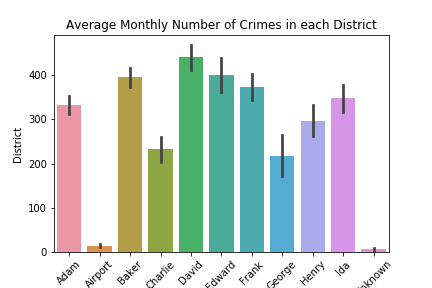 Average Monthly Number of Crimes in each District
District
400
300
200
100
0
Adam
Airport
Baker
Charlie
David
Edward
Frank
George
Henry
Ida
nknown